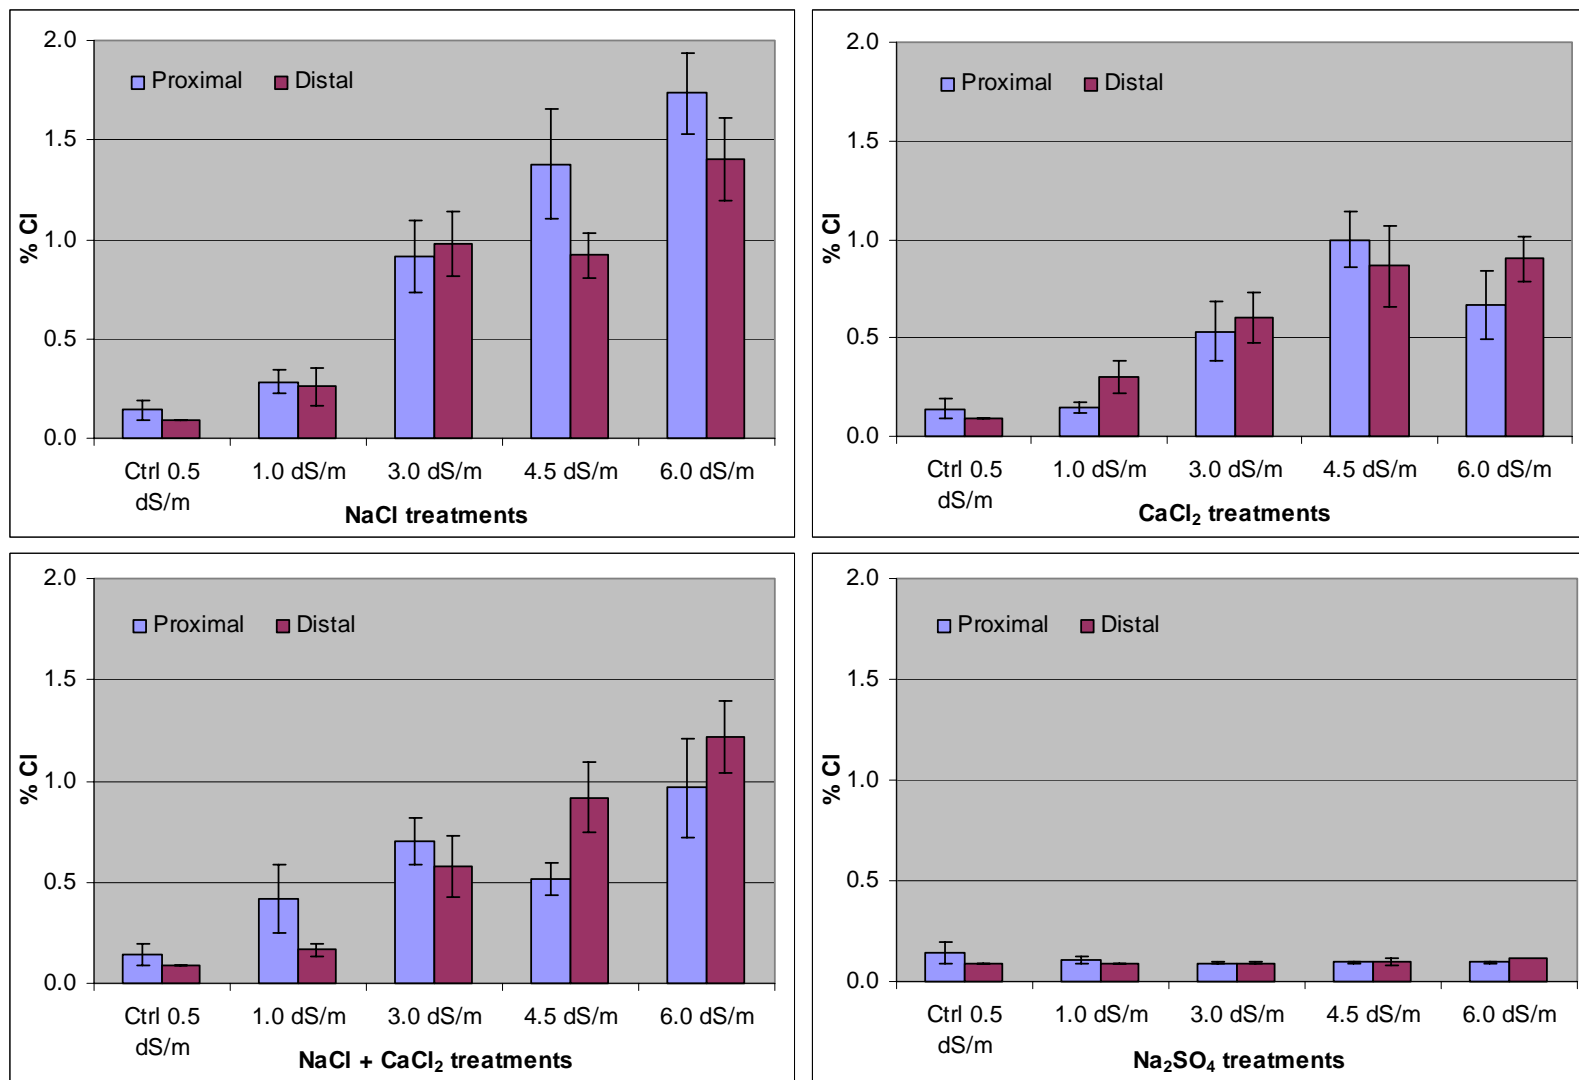 2.0
Proximal Distal
1.5
1.0
0.5
0.0
% Cl
Ctrl 0.5 dS/m
1.0 dS/m 3.0 dS/m 4.5 dS/m 6.0 dS/m
NaCl treatments
2.0
Proximal Distal
1.5
1.0
0.5
0.0
% Cl
Ctrl 0.5 dS/m
1.0 dS/m 3.0 dS/m 4.5 dS/m 6.0 dS/m
CaCl₂ treatments
2.0
Proximal Distal
1.5
1.0
0.5
0.0
% Cl
Ctrl 0.5 dS/m
1.0 dS/m 3.0 dS/m 4.5 dS/m 6.0 dS/m
NaCl + CaCl₂ treatments
2.0
Proximal Distal
1.5
1.0
0.5
0.0
% Cl
Ctrl 0.5 dS/m
1.0 dS/m 3.0 dS/m 4.5 dS/m 6.0 dS/m
Na₂SO₄ treatments